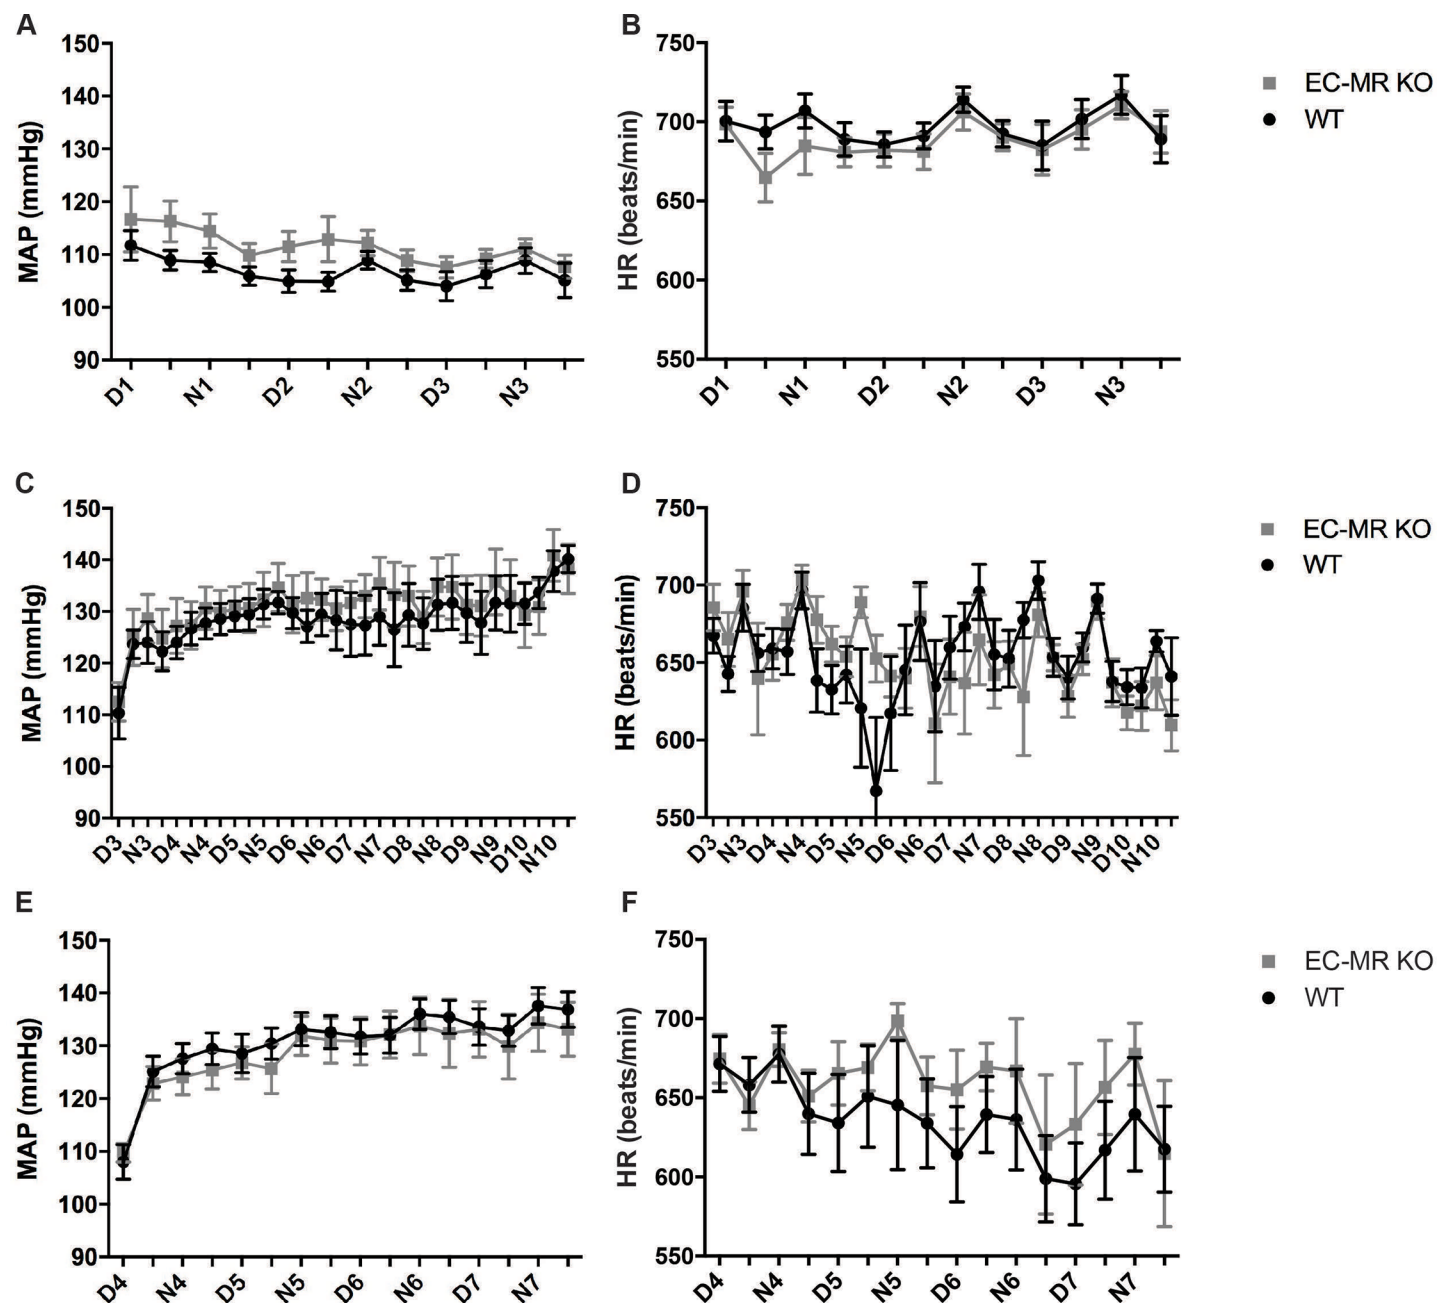 A
150
140
130
120
110
100
90
MAP (mmHg)
D1 N1 D2 N2 D3 N3
B
750
700
650
600
550
HR (beats/min)
D1 N1 D2 N2 D3 N3
EC-MR KO
WT
C
150
140
130
120
110
100
90
MAP (mmHg)
D3 N3 D4 N4 D5 N5 D6 N6 D7 N7 D8 N8 D9 N9 D10 N10
D
750
700
650
600
550
HR (beats/min)
D3 N3 D4 N4 D5 N5 D6 N6 D7 N7 D8 N8 D9 N9 D10 N10
EC-MR KO
WT
E
150
140
130
120
110
100
90
MAP (mmHg)
D4 N4 D5 N5 D6 N6 D7 N7
F
750
700
650
600
550
HR (beats/min)
D4 N4 D5 N5 D6 N6 D7 N7
EC-MR KO
WT